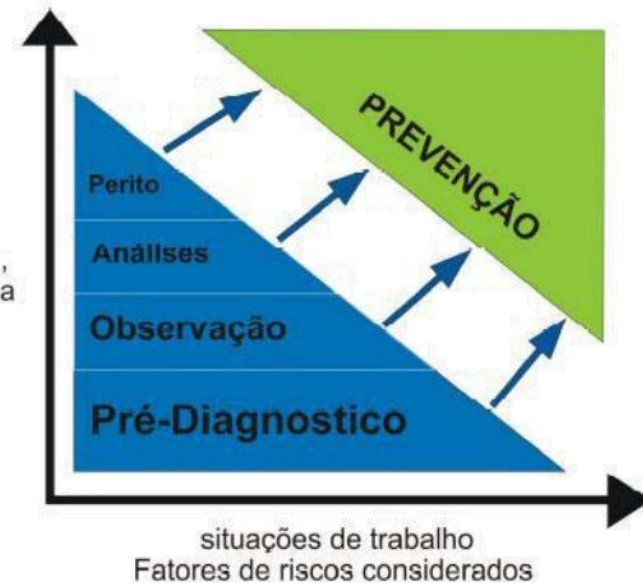 PREVENÇÃO
Perito
Análises
,
a
Observação
Pré-Diagnostico
situações de trabalho
Fatores de riscos considerados